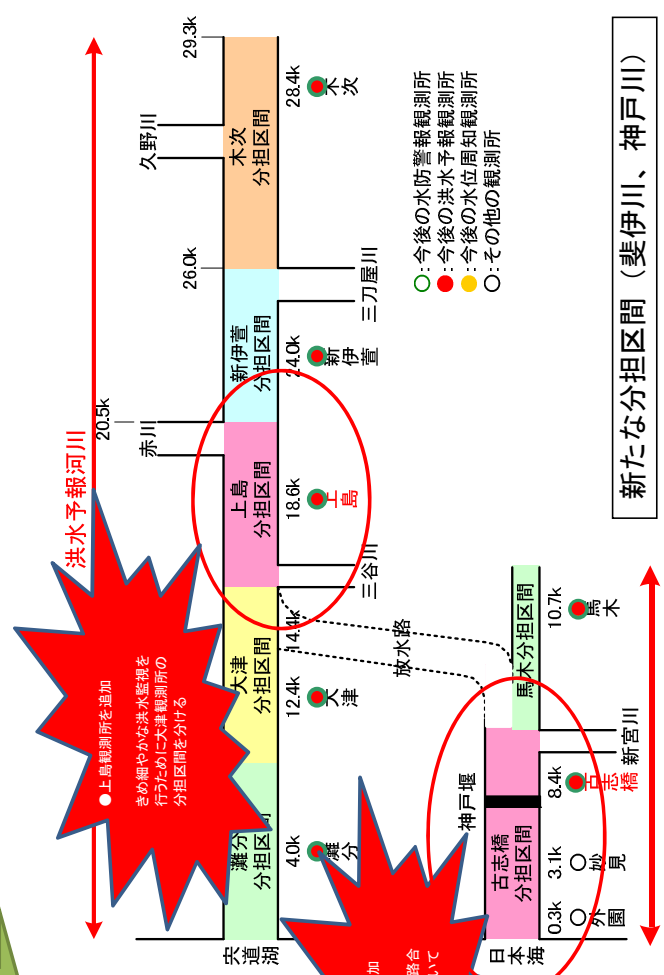 新たな分担区間（斐伊川、神戸川）
洪水予報河川
29.3k
26.0k
20.5k
久野川
赤川
木次
分担区間
新伊萱
分担区間
上島
分担区間
大津
分担区間
灘分
分担区間
宍道湖
28.4k
木次
24.0k
新伊萱
18.6k
上島
14.4k
12.4k
大津
4.0k
灘分
三刀屋川
三谷川
放水路
○:今後の水防警報観測所
●:今後の洪水予報観測所
●:今後の水位周知観測所
○:その他の観測所
●上島観測所を追加
きめ細やかな洪水監視を
行うために大津観測所の
分担区間を分ける
馬木分担区間
古志橋
分担区間
神戸堰
日本海
新宮川
10.7k
馬木
8.4k
古志橋
3.1k
妙見
0.3k
外園
加
路合
いて